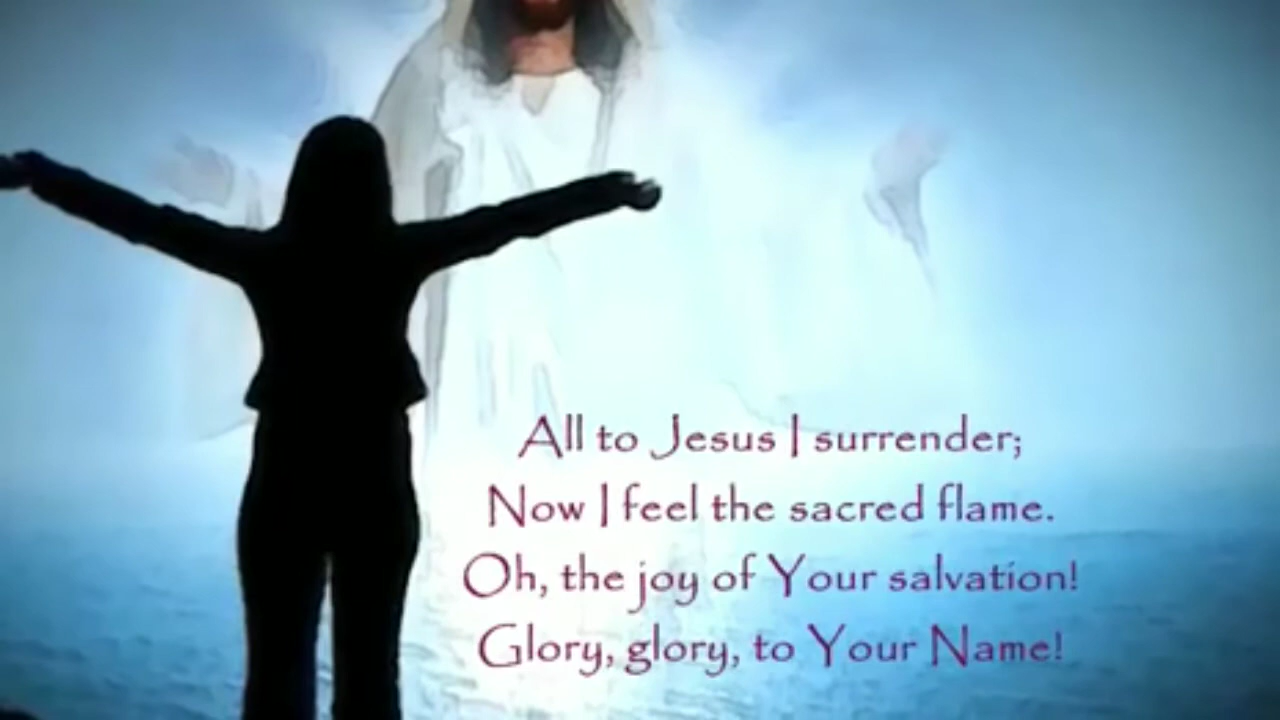 All to Jesus I surrender;
Now I feel the sacred flame.
Oh, the joy of Your salvation!
Glory, glory, to Your Name!